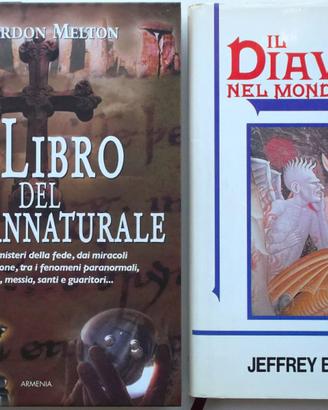 RDON MELTON
LIBRO
DEL
NNATURALE
misteri della fede, dai miracoli
one, tra i fenomeni paranormali,
, messia, santi e guaritori...
ARMENIA
IL
DIAV
NEL MOND
JEFFREY B